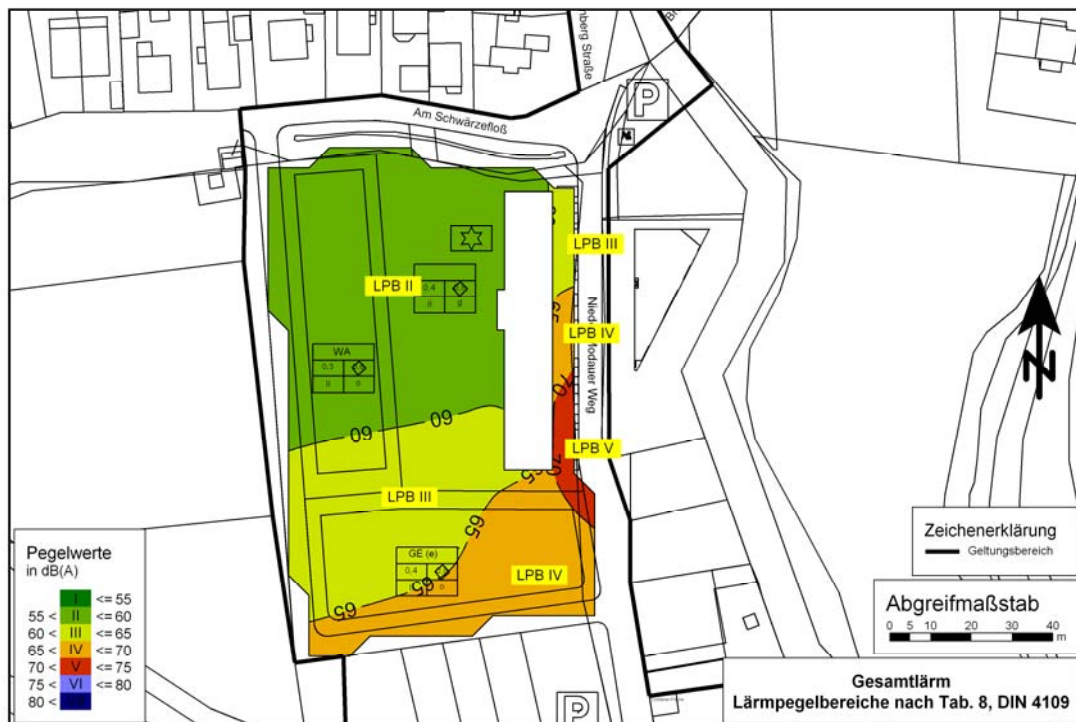 Straße
Am Schwärzefloß
P
LPB III
LPB II
0,4
II
g
LPB IV
65
70
WA
0,3
II
o
60
60
LPB V
70
65
LPB III
65
GE (e)
0,4
o
LPB IV
65
65
N
Pegelwerte
in dB(A)
I <= 55
55 < II <= 60
60 < III <= 65
65 < IV <= 70
70 < V <= 75
75 < VI <= 80
80 <
Zeichenerklärung
Geltungsbereich
Abgreifmaßstab
0 5 10 20 30 40
m
P
Gesamtlärm
Lärmpegelbereiche nach Tab. 8, DIN 4109